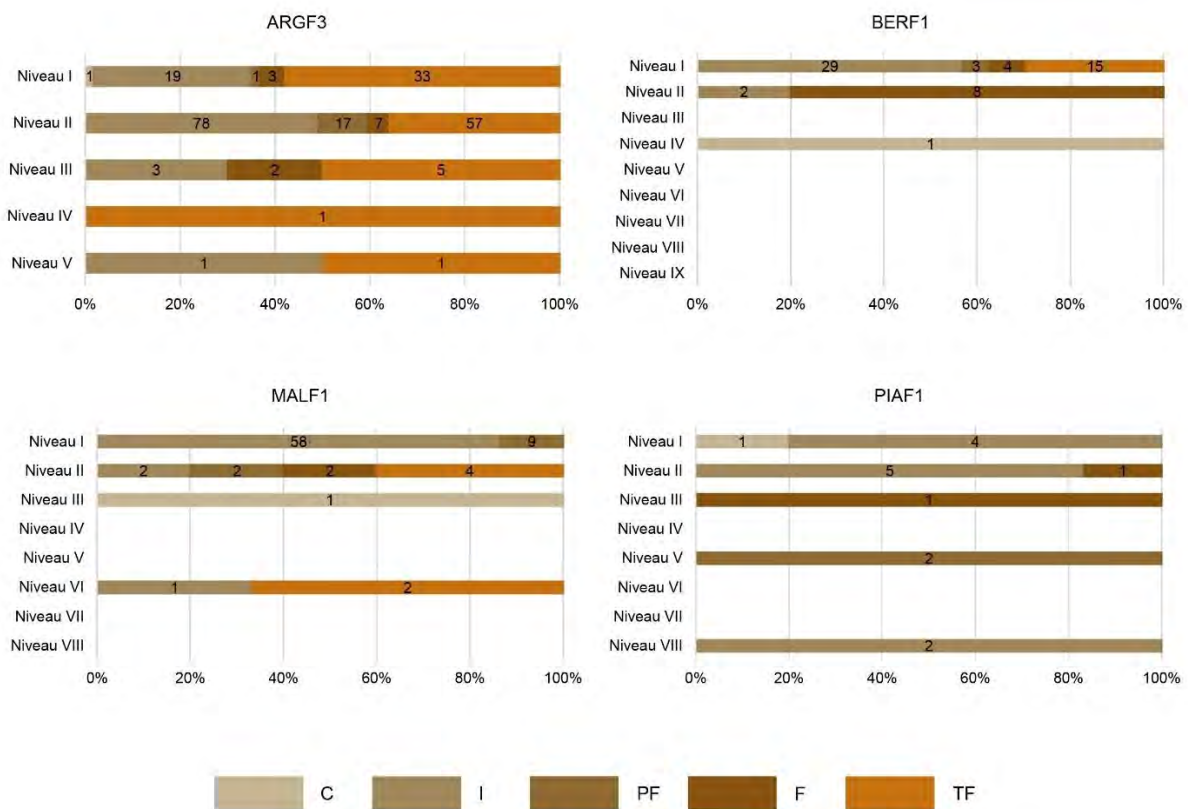 ARGF3
Niveau I 1 19 1 3 33
Niveau II 78 17 7 57
Niveau III 3 2 5
Niveau IV 1
Niveau V 1 1
0% 20% 40% 60% 80% 100%
BERF1
Niveau I 29 3 4 15
Niveau II 2 8
Niveau III
Niveau IV 1
Niveau V
Niveau VI
Niveau VII
Niveau VIII
Niveau IX
0% 20% 40% 60% 80% 100%
MALF1
Niveau I 58 9
Niveau II 2 2 2 4
Niveau III 1
Niveau IV
Niveau V
Niveau VI 1 2
Niveau VII
Niveau VIII
0% 20% 40% 60% 80% 100%
PIAF1
Niveau I 1 4
Niveau II 5 1
Niveau III 1
Niveau IV
Niveau V 2
Niveau VI
Niveau VII
Niveau VIII 2
0% 20% 40% 60% 80% 100%
C I PF F TF